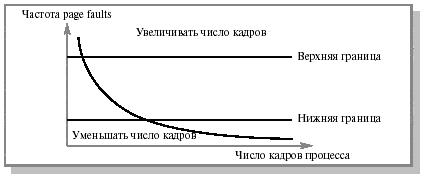 Частота page faults
Увеличивать число кадров
Верхняя граница
Нижняя граница
Уменьшать число кадров
Число кадров процесса